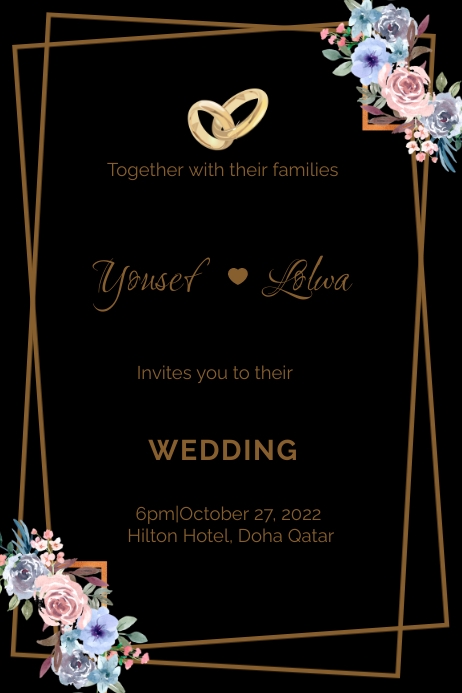 Together with their families
Yousef ♥ Lolwa
Invites you to their
WEDDING
6pm|October 27, 2022
Hilton Hotel, Doha Qatar